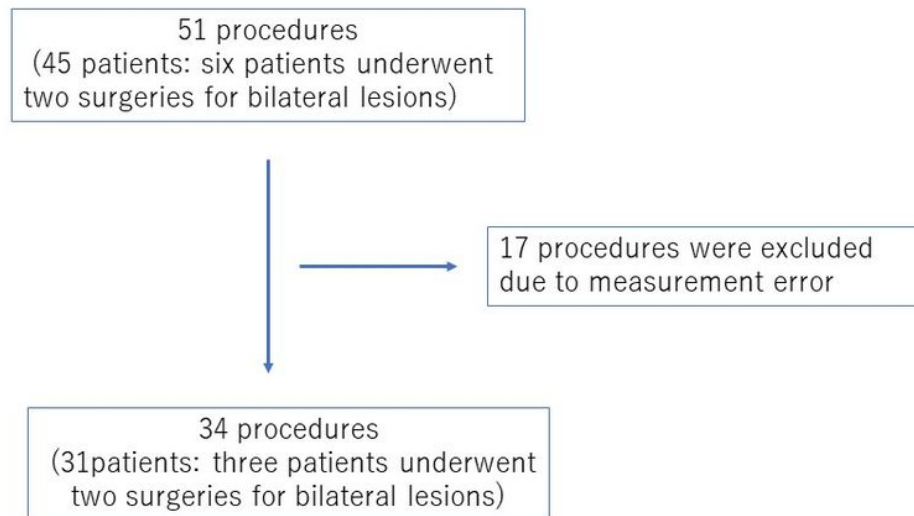 51 procedures
(45 patients: six patients underwent
two surgeries for bilateral lesions)
17 procedures were excluded
due to measurement error
34 procedures
(31patients: three patients underwent
two surgeries for bilateral lesions)